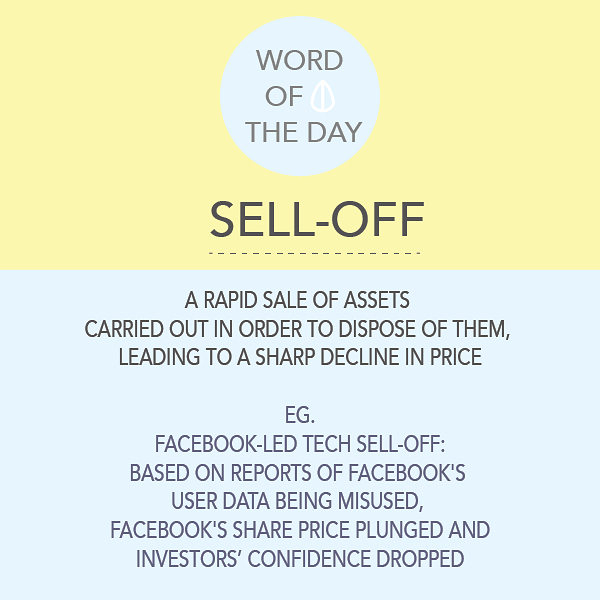 WORD
OF
THE DAY
SELL-OFF
A RAPID SALE OF ASSETS
CARRIED OUT IN ORDER TO DISPOSE OF THEM,
LEADING TO A SHARP DECLINE IN PRICE
EG.
FACEBOOK-LED TECH SELL-OFF:
BASED ON REPORTS OF FACEBOOK'S
USER DATA BEING MISUSED,
FACEBOOK'S SHARE PRICE PLUNGED AND
INVESTORS’ CONFIDENCE DROPPED